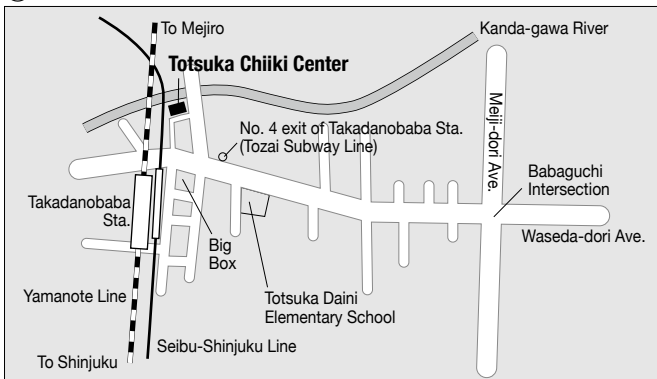 To Mejiro
Kanda-gawa River
Totsuka Chiiki Center
Meiji-dori Ave.
No. 4 exit of Takadanobaba Sta.
(Tozai Subway Line)
Babaguchi
Intersection
Takadanobaba
Sta.
Waseda-dori Ave.
Big
Box
Yamanote Line
Totsuka Daini
Elementary School
Seibu-Shinjuku Line
To Shinjuku